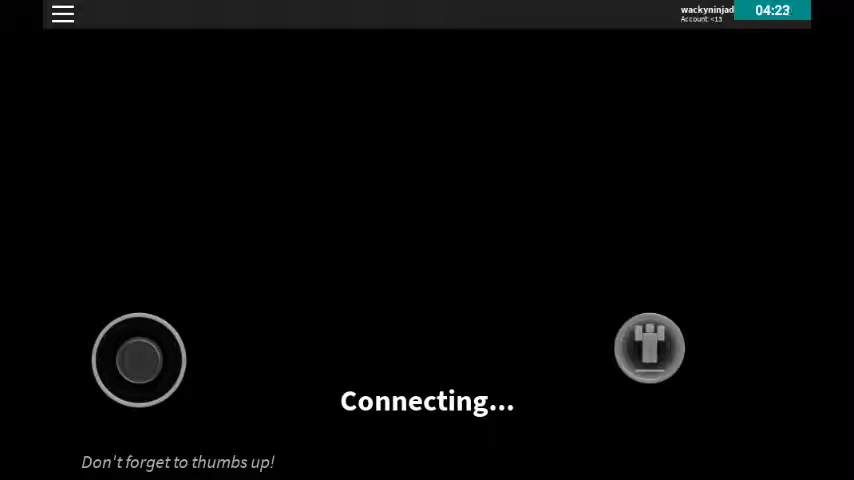 wackyninjad
Account: <13
04:23
Connecting...
Don't forget to thumbs up!